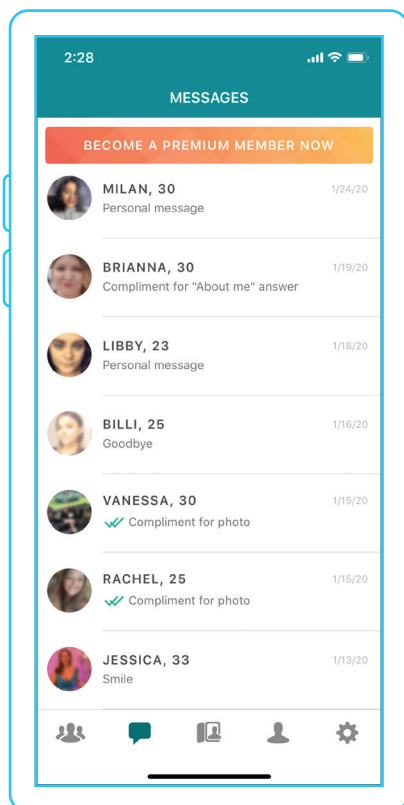 2:28
MESSAGES
BECOME A PREMIUM MEMBER NOW
MILAN, 30 1/24/20
Personal message
BRIANNA, 30 1/19/20
Compliment for "About me" answer
LIBBY, 23 1/18/20
Personal message
BILLI, 25 1/16/20
Goodbye
VANESSA, 30 1/15/20
Compliment for photo
RACHEL, 25 1/15/20
Compliment for photo
JESSICA, 33 1/13/20
Smile